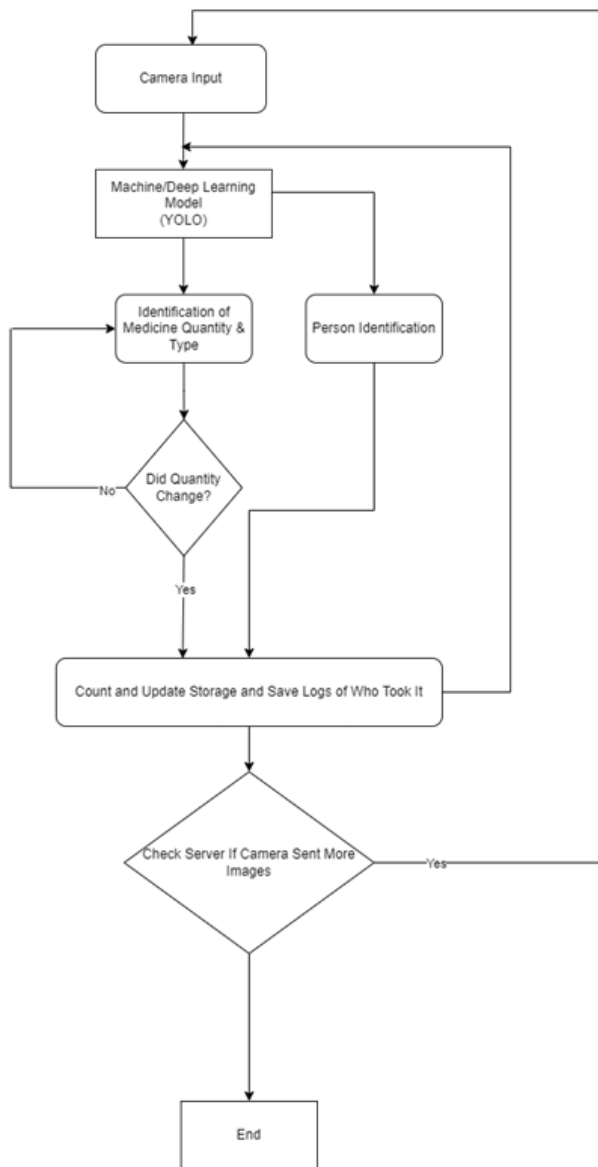 Camera Input
Machine/Deep Learning
Model
(YOLO)
Identification of
Medicine Quantity &
Type
Person Identification
Did Quantity
Change?
No
Yes
Count and Update Storage and Save Logs of Who Took It
Check Server If Camera Sent More
Images
Yes
End